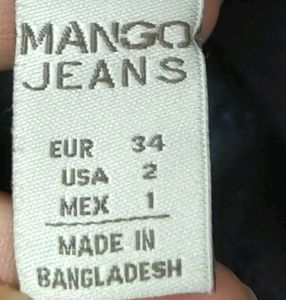 MANGO
JEANS
EUR 34
USA 2
MEX 1
MADE IN
BANGLADESH